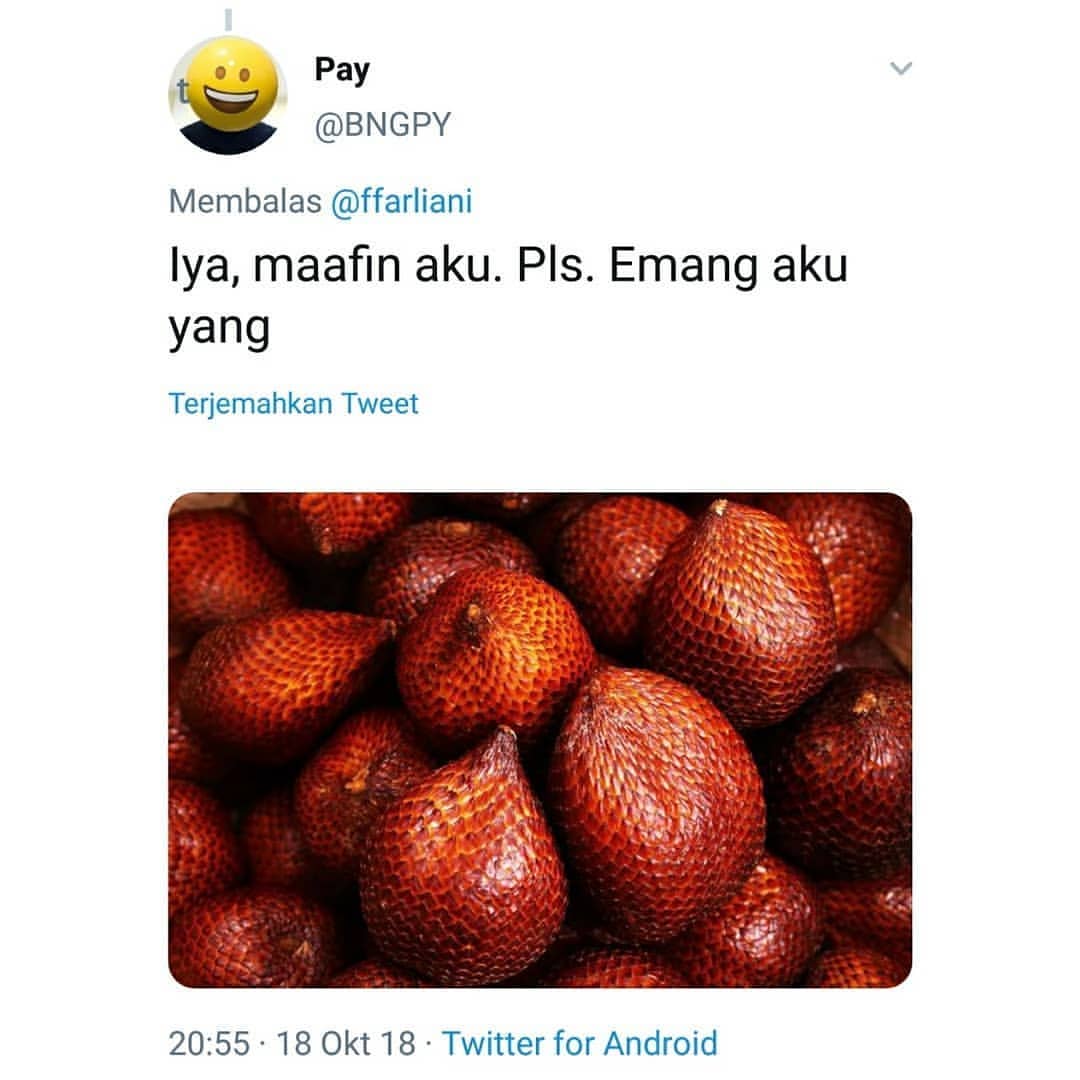 Pay
@BNGPY
Membalas @ffarliani
Iya, maafin aku. Pls. Emang aku
yang
Terjemahkan Tweet
20:55 · 18 Okt 18 · Twitter for Android